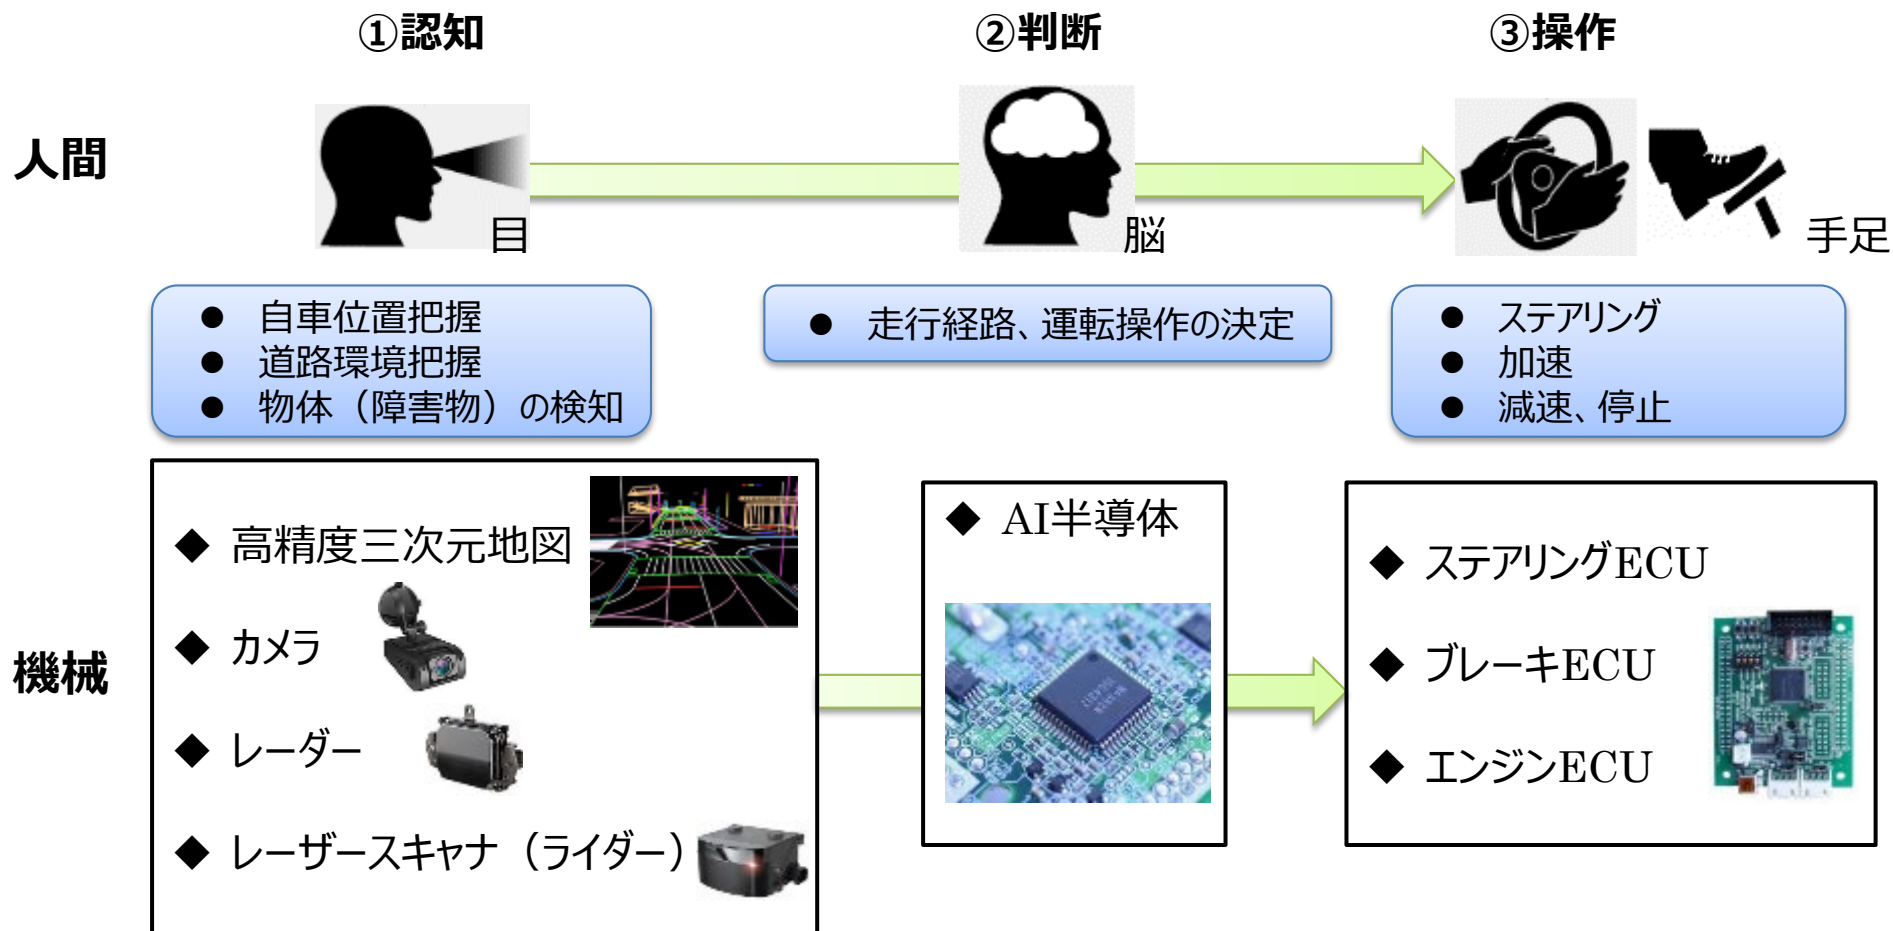 ①認知
②判断
③操作
人間
目
脳
手足
● 自車位置把握
● 道路環境把握
● 物体（障害物）の検知
● 走行経路、運転操作の決定
● ステアリング
● 加速
● 減速、停止
機械
◆ 高精度三次元地図
◆ カメラ
◆ レーダー
◆ レーザースキャナ（ライダー）
◆ AI半導体
◆ ステアリングECU
◆ ブレーキECU
◆ エンジンECU